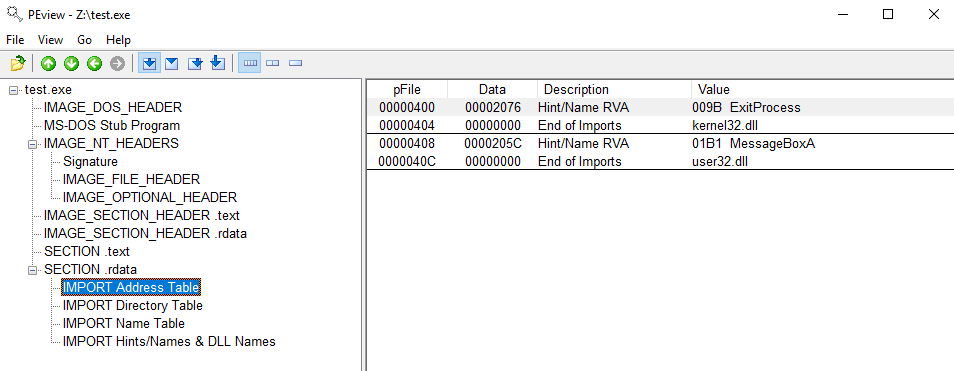 PEview - Z:\test.exe
File View Go Help
test.exe
IMAGE_DOS_HEADER
MS-DOS Stub Program
IMAGE_NT_HEADERS
Signature
IMAGE_FILE_HEADER
IMAGE_OPTIONAL_HEADER
IMAGE_SECTION_HEADER .text
IMAGE_SECTION_HEADER .rdata
SECTION .text
SECTION .rdata
IMPORT Address Table
IMPORT Directory Table
IMPORT Name Table
IMPORT Hints/Names & DLL Names
pFile Data Description Value
00000400 00002076 Hint/Name RVA 009B ExitProcess
00000404 00000000 End of Imports kernel32.dll
00000408 0000205C Hint/Name RVA 01B1 MessageBoxA
0000040C 00000000 End of Imports user32.dll